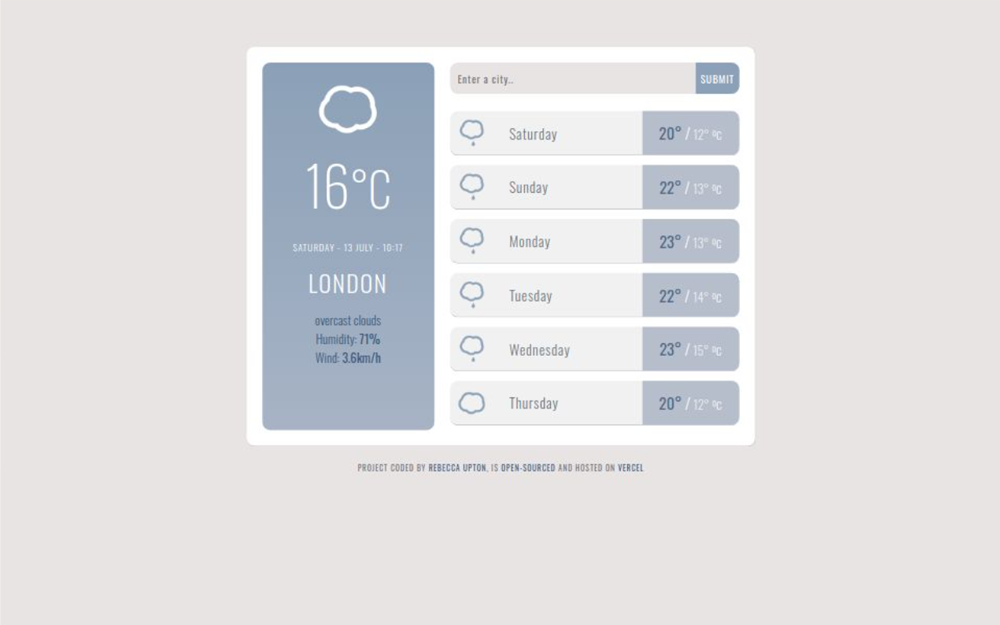 16°C
SATURDAY - 13 JULY - 10:17
LONDON
overcast clouds
Humidity: 71%
Wind: 3.6km/h
Enter a city..
SUBMIT
Saturday 20° / 12° ºc
Sunday 22° / 13° ºc
Monday 23° / 13° ºc
Tuesday 22° / 14° ºc
Wednesday 23° / 15° ºc
Thursday 20° / 12° ºc
PROJECT CODED BY REBECCA UPTON, IS OPEN-SOURCED AND HOSTED ON VERCEL